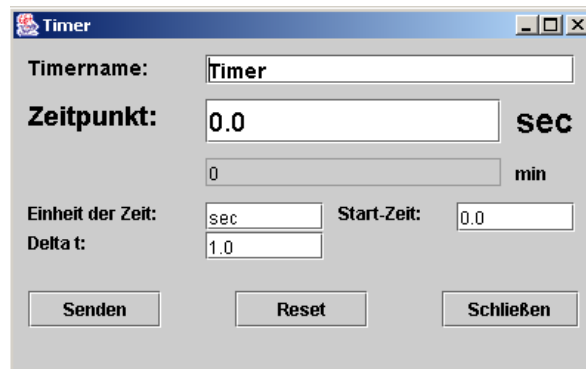 Timer
Timername: Timer
Zeitpunkt: 0.0 sec
0 min
Einheit der Zeit: sec Start-Zeit: 0.0
Delta t: 1.0
Senden Reset Schließen